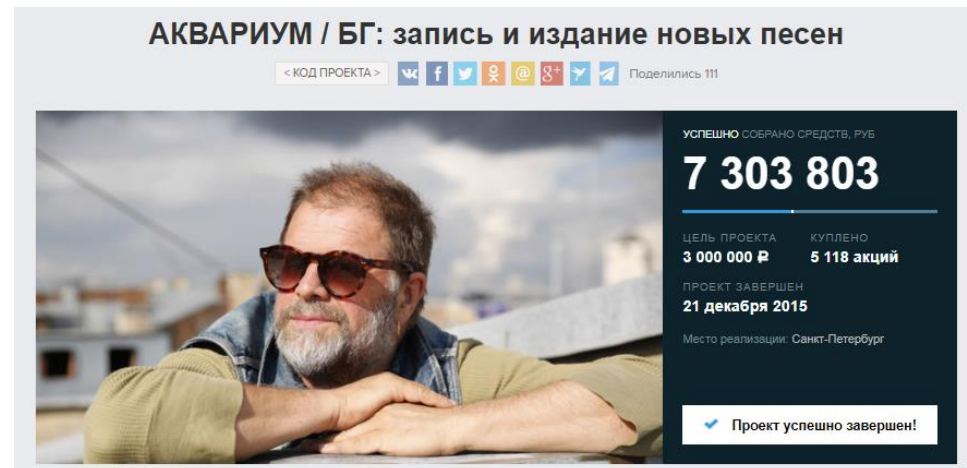 АКВАРИУМ / БГ: запись и издание новых песен
< КОД ПРОЕКТА > Поделились 111
УСПЕШНО СОБРАНО СРЕДСТВ, РУБ
7 303 803
ЦЕЛЬ ПРОЕКТА КУПЛЕНО
3 000 000 ₽ 5 118 акций
ПРОЕКТ ЗАВЕРШЕН
21 декабря 2015
Место реализации: Санкт-Петербург
Проект успешно завершен!